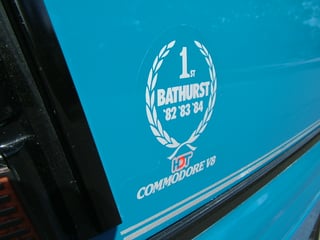 1ST
BATHURST
'82 '83 '84
HDT
COMMODORE V8